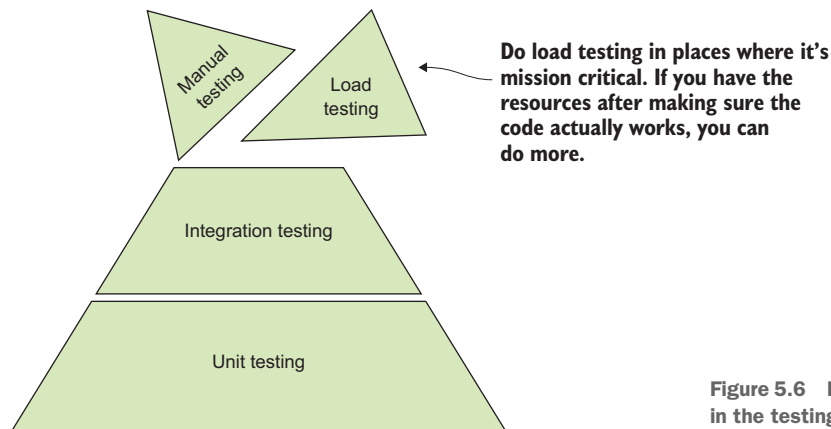 Manual
testing
Load
testing
Do load testing in places where it's
mission critical. If you have the
resources after making sure the
code actually works, you can
do more.
Integration testing
Unit testing
Figure 5.6
in the testing